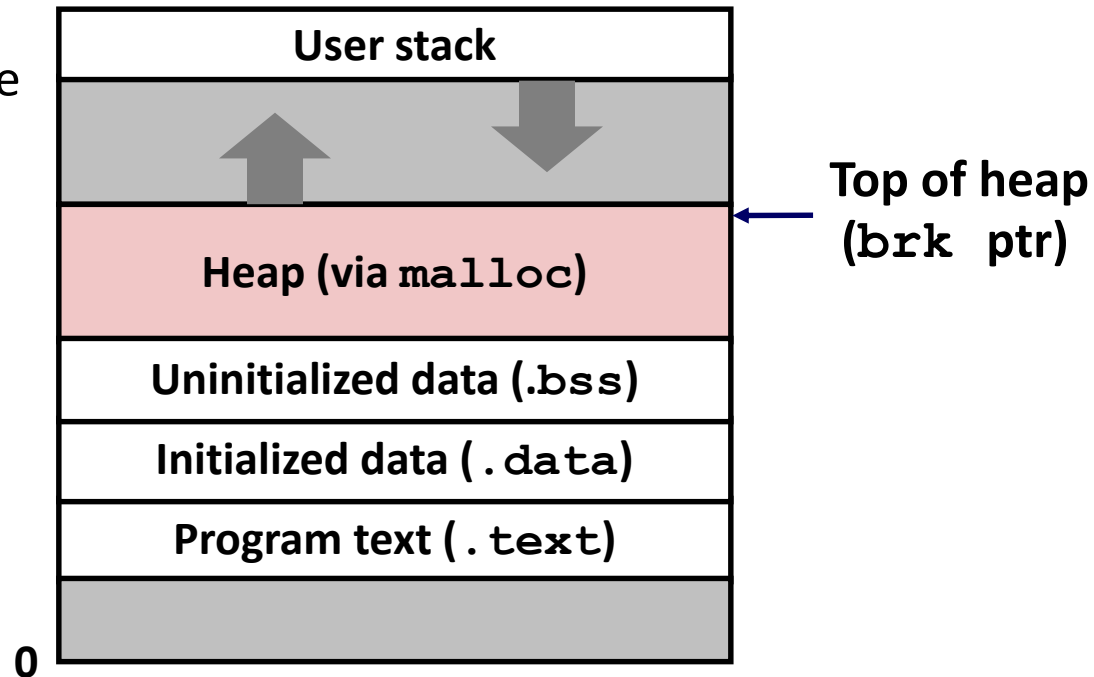 User stack
e
Top of heap
(brk ptr)
Heap (via malloc)
Uninitialized data (.bss)
Initialized data (.data)
Program text (.text)
0